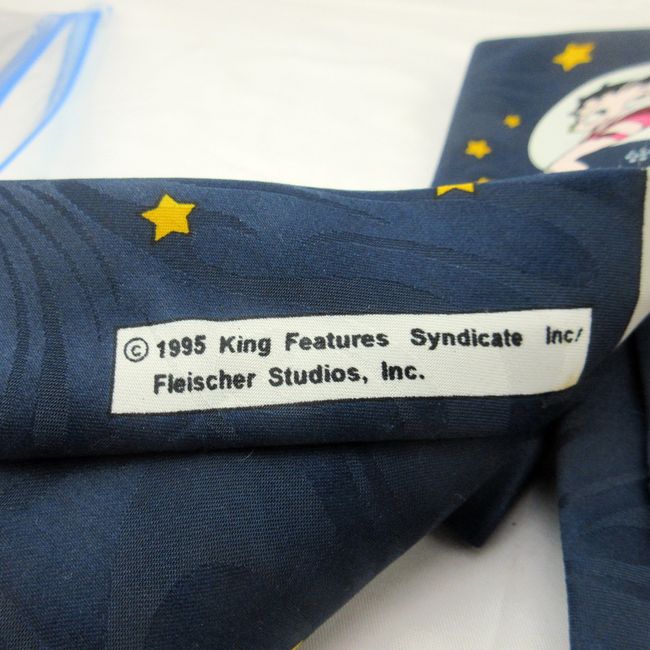 © 1995 King Features Syndicate Inc/
Fleischer Studios, Inc.